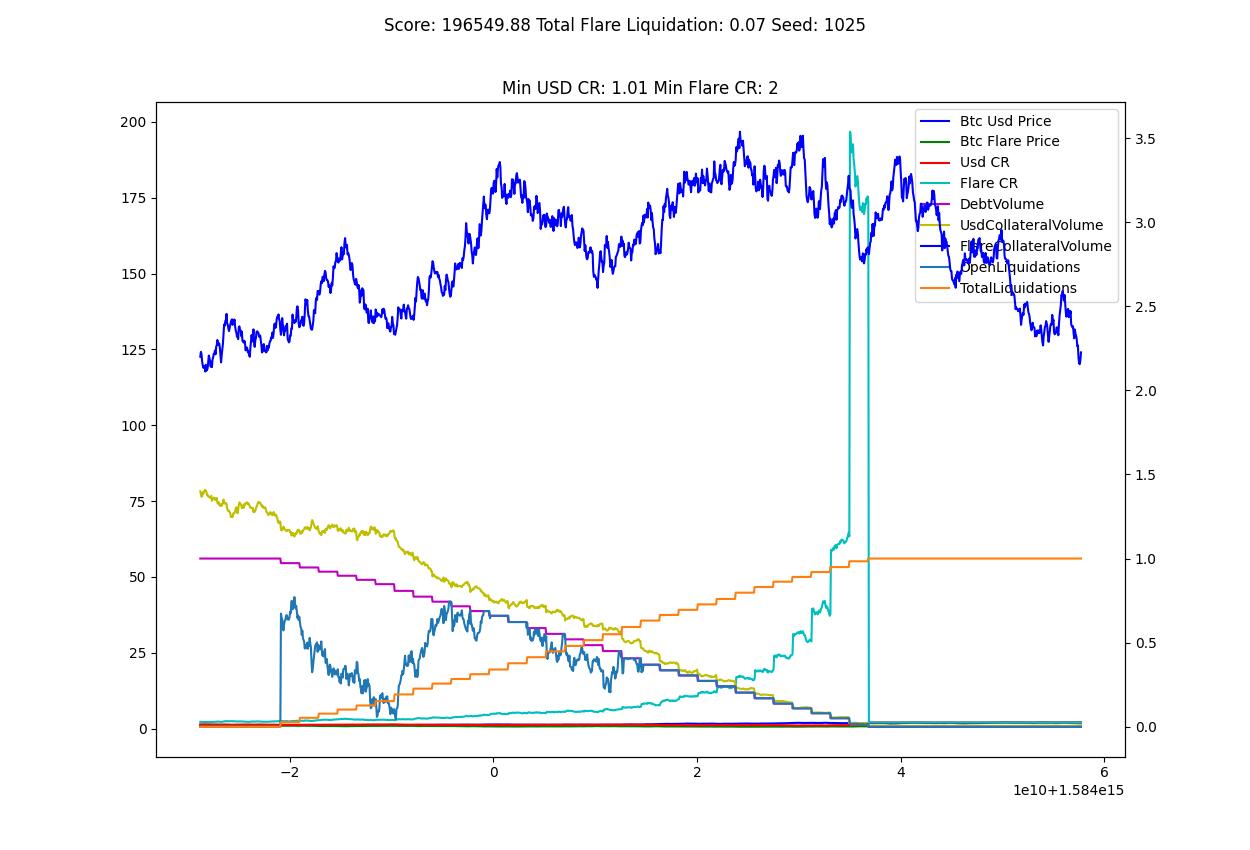 Score: 196549.88 Total Flare Liquidation: 0.07 Seed: 1025
Min USD CR: 1.01 Min Flare CR: 2
200
175
150
125
100
75
50
25
0
Btc Usd Price
Btc Flare Price
Usd CR
Flare CR
DebtVolume
UsdCollateralVolume
FlareCollateralVolume
OpenLiquidations
TotalLiquidations
3.5
3.0
2.5
2.0
1.5
1.0
0.5
0.0
−2
0
2
4
6
1e10+1.584e15